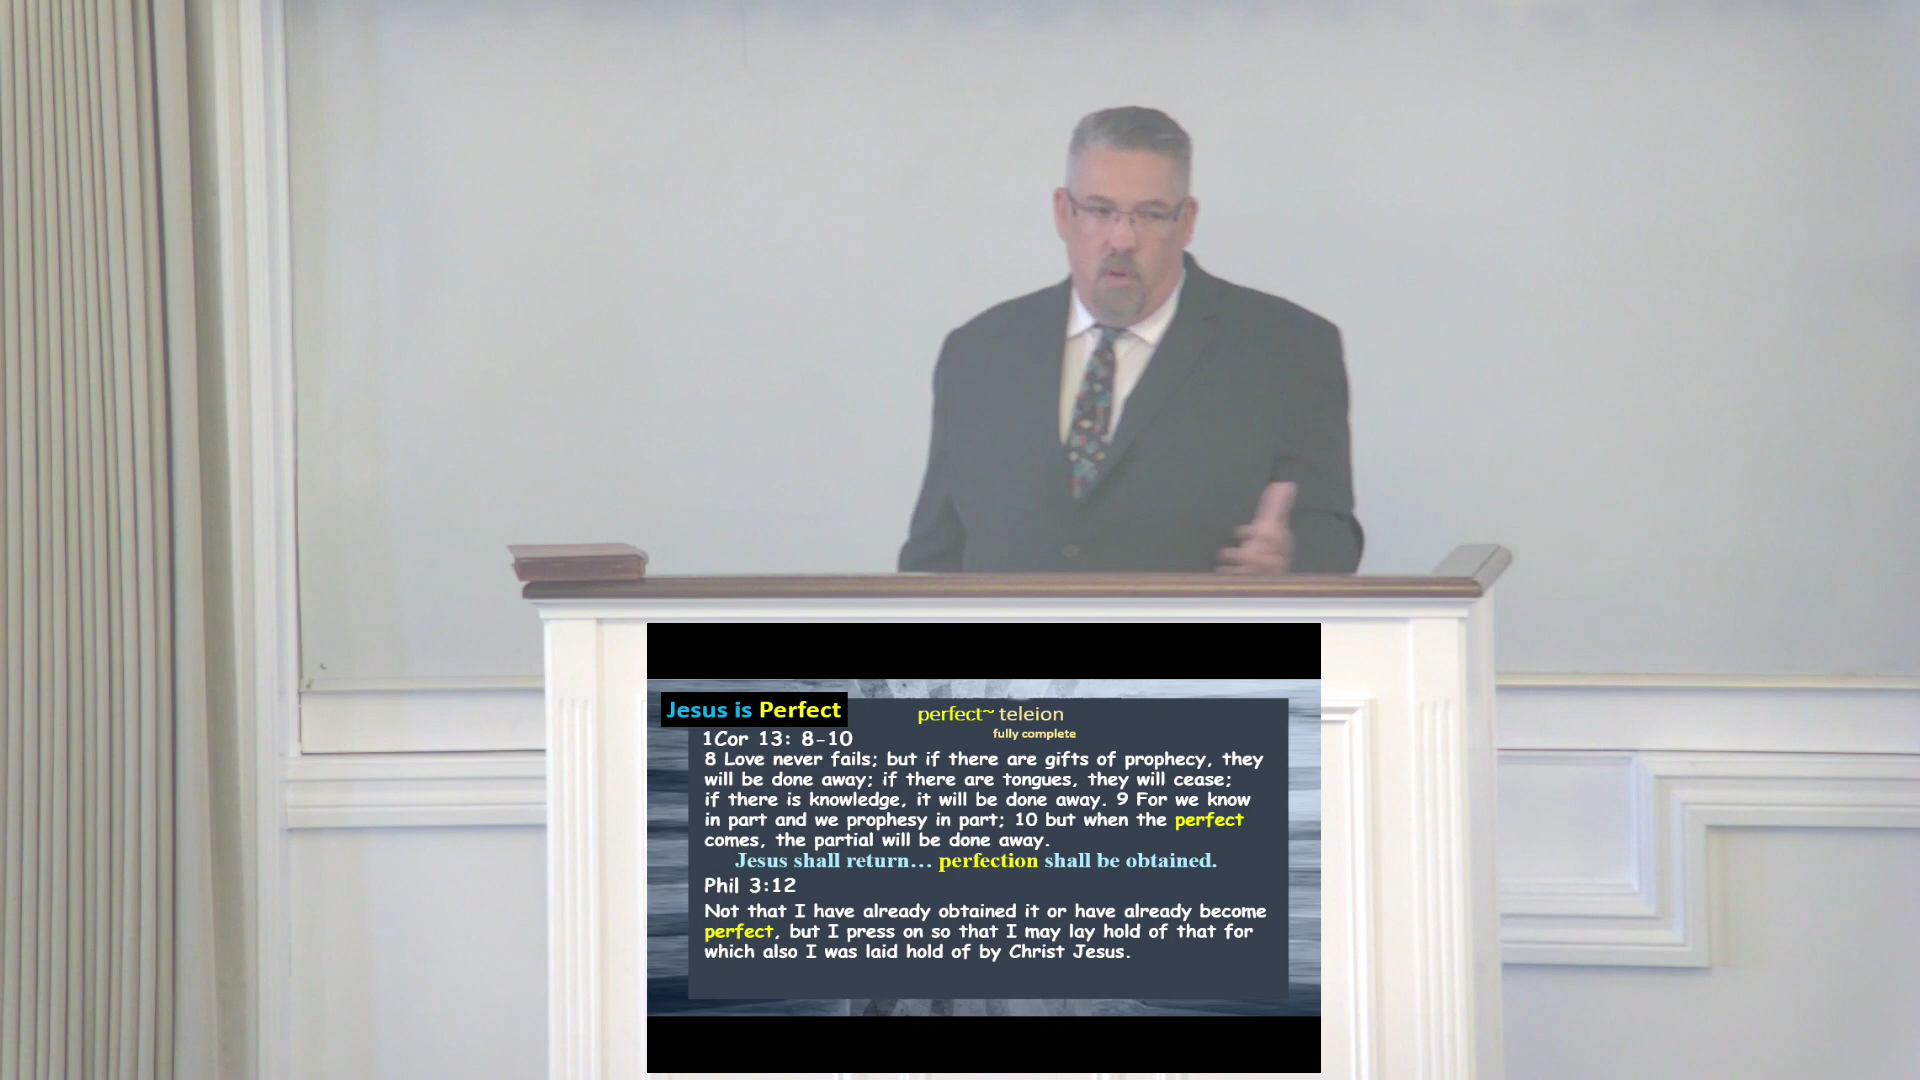 Jesus is Perfect
perfect~ teleion
fully complete
1Cor 13: 8-10
8 Love never fails; but if there are gifts of prophecy, they
will be done away; if there are tongues, they will cease;
if there is knowledge, it will be done away. 9 For we know
in part and we prophesy in part; 10 but when the perfect
comes, the partial will be done away.
Jesus shall return... perfection shall be obtained.
Phil 3:12
Not that I have already obtained it or have already become
perfect, but I press on so that I may lay hold of that for
which also I was laid hold of by Christ Jesus.